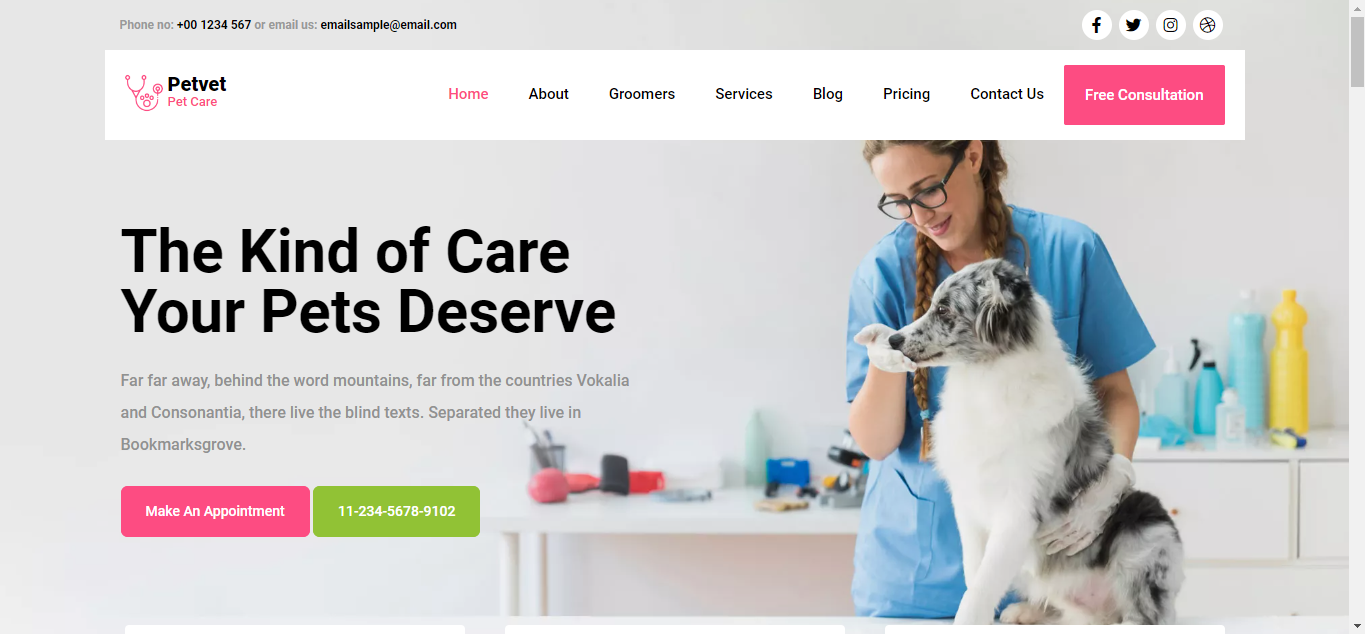 Phone no: +00 1234 567 or email us: emailsample@email.com
Petvet
Pet Care
Home About Groomers Services Blog Pricing Contact Us Free Consultation
The Kind of Care
Your Pets Deserve
Far far away, behind the word mountains, far from the countries Vokalia
and Consonantia, there live the blind texts. Separated they live in
Bookmarksgrove.
Make An Appointment 11-234-5678-9102